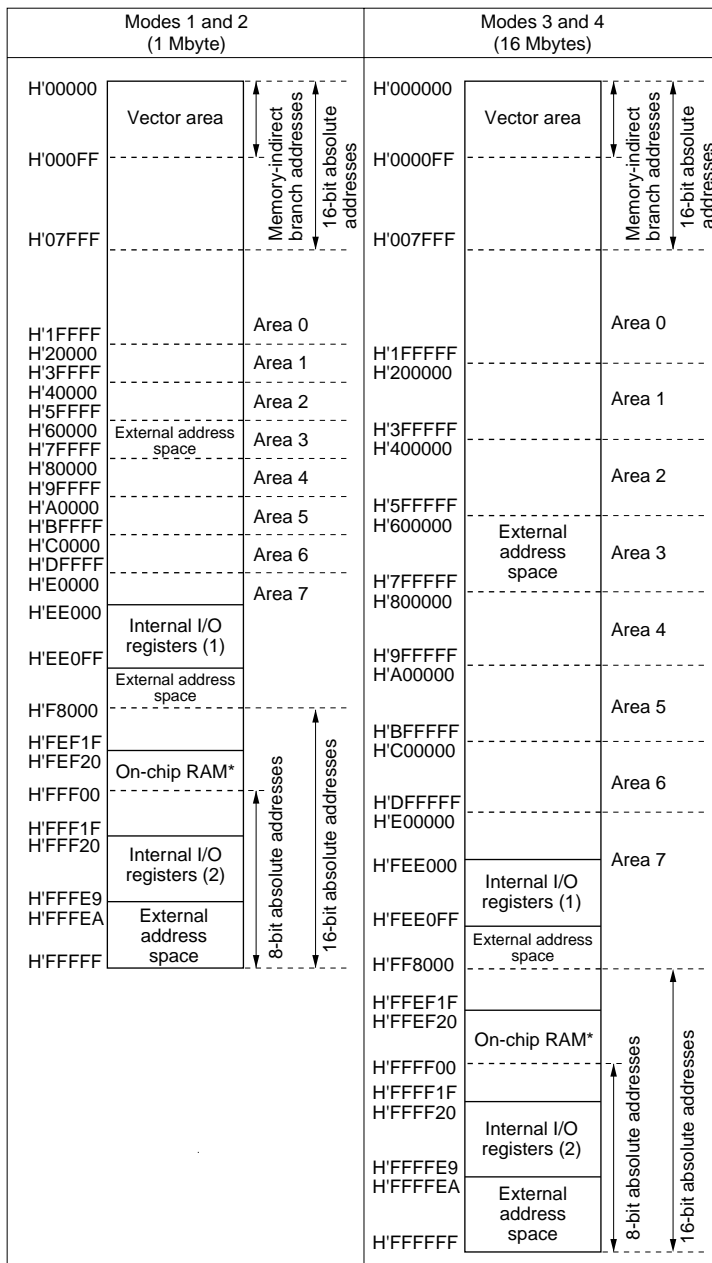 Modes 1 and 2
(1 Mbyte)
H'00000
Vector area
H'000FF
H'07FFF
Memory-indirect
branch addresses
16-bit absolute
addresses
H'1FFFF
Area 0
H'20000
H'3FFFF
Area 1
H'40000
H'5FFFF
Area 2
H'60000
H'7FFFF
External address
space
Area 3
H'80000
H'9FFFF
Area 4
H'A0000
H'BFFFF
Area 5
H'C0000
H'DFFFF
Area 6
H'E0000
Area 7
H'EE000
Internal I/O
registers (1)
H'EE0FF
External address
space
H'F8000
H'FEF1F
H'FEF20
On-chip RAM*
H'FFF00
H'FFF1F
H'FFF20
Internal I/O
registers (2)
H'FFFE9
H'FFFEA
External
address
space
H'FFFFF
8-bit absolute addresses
16-bit absolute addresses
Modes 3 and 4
(16 Mbytes)
H'000000
Vector area
H'0000FF
H'007FFF
Memory-indirect
branch addresses
16-bit absolute
addresses
Area 0
H'1FFFFF
H'200000
Area 1
H'3FFFFF
H'400000
Area 2
H'5FFFFF
H'600000
External
address
space
Area 3
H'7FFFFF
H'800000
Area 4
H'9FFFFF
H'A00000
Area 5
H'BFFFFF
H'C00000
Area 6
H'DFFFFF
H'E00000
Area 7
H'FEE000
Internal I/O
registers (1)
H'FEE0FF
External address
space
H'FF8000
H'FFEF1F
H'FFEF20
On-chip RAM*
H'FFFF00
H'FFFF1F
H'FFFF20
Internal I/O
registers (2)
H'FFFFE9
H'FFFFEA
External
address
space
H'FFFFFF
8-bit absolute addresses
16-bit absolute addresses